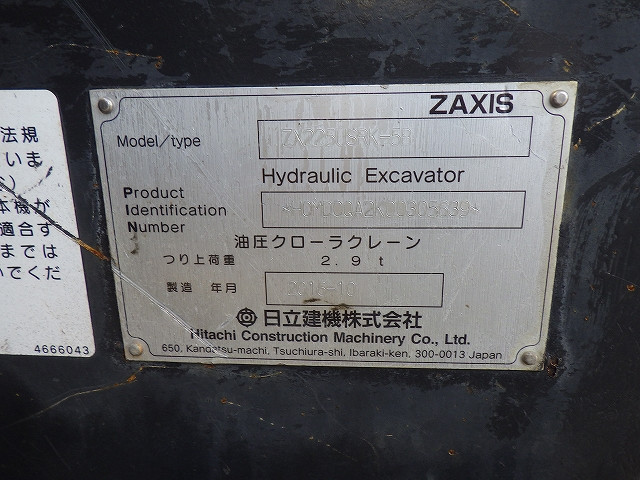 法規
いま
本機が
適合す
までは
いでくだ
4666043
ZAXIS
Model/type
Hydraulic Excavator
Product
Identification
Number
油圧クローラクレーン
つり上荷重 2.9 t
製造 年月
日立建機株式会社
Hitachi Construction Machinery Co., Ltd.
650, Kandatsu-machi, Tsuchiura-shi, Ibaraki-ken, 300-0013 Japan